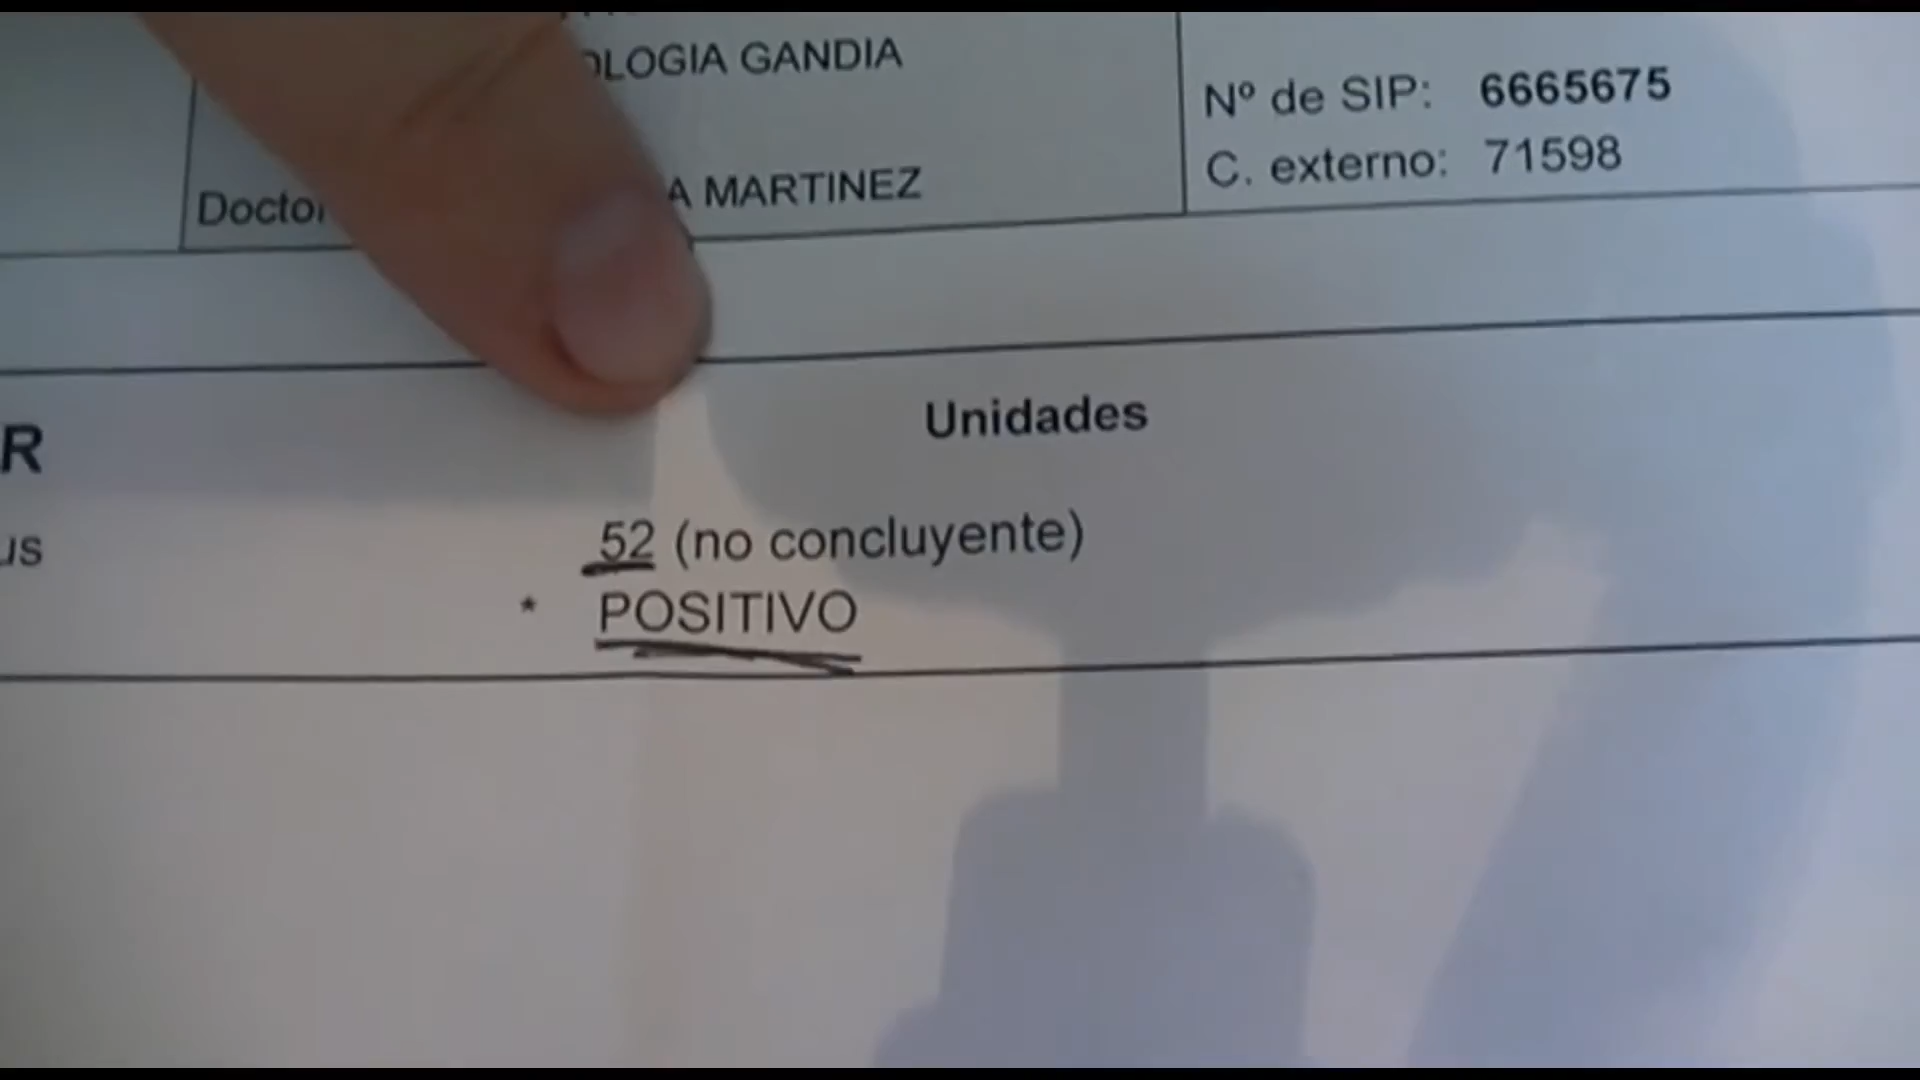 OLOGIA GANDIA
Nº de SIP: 6665675
Doctor A MARTINEZ
C. externo: 71598
R
Unidades
us
52 (no concluyente)
* POSITIVO